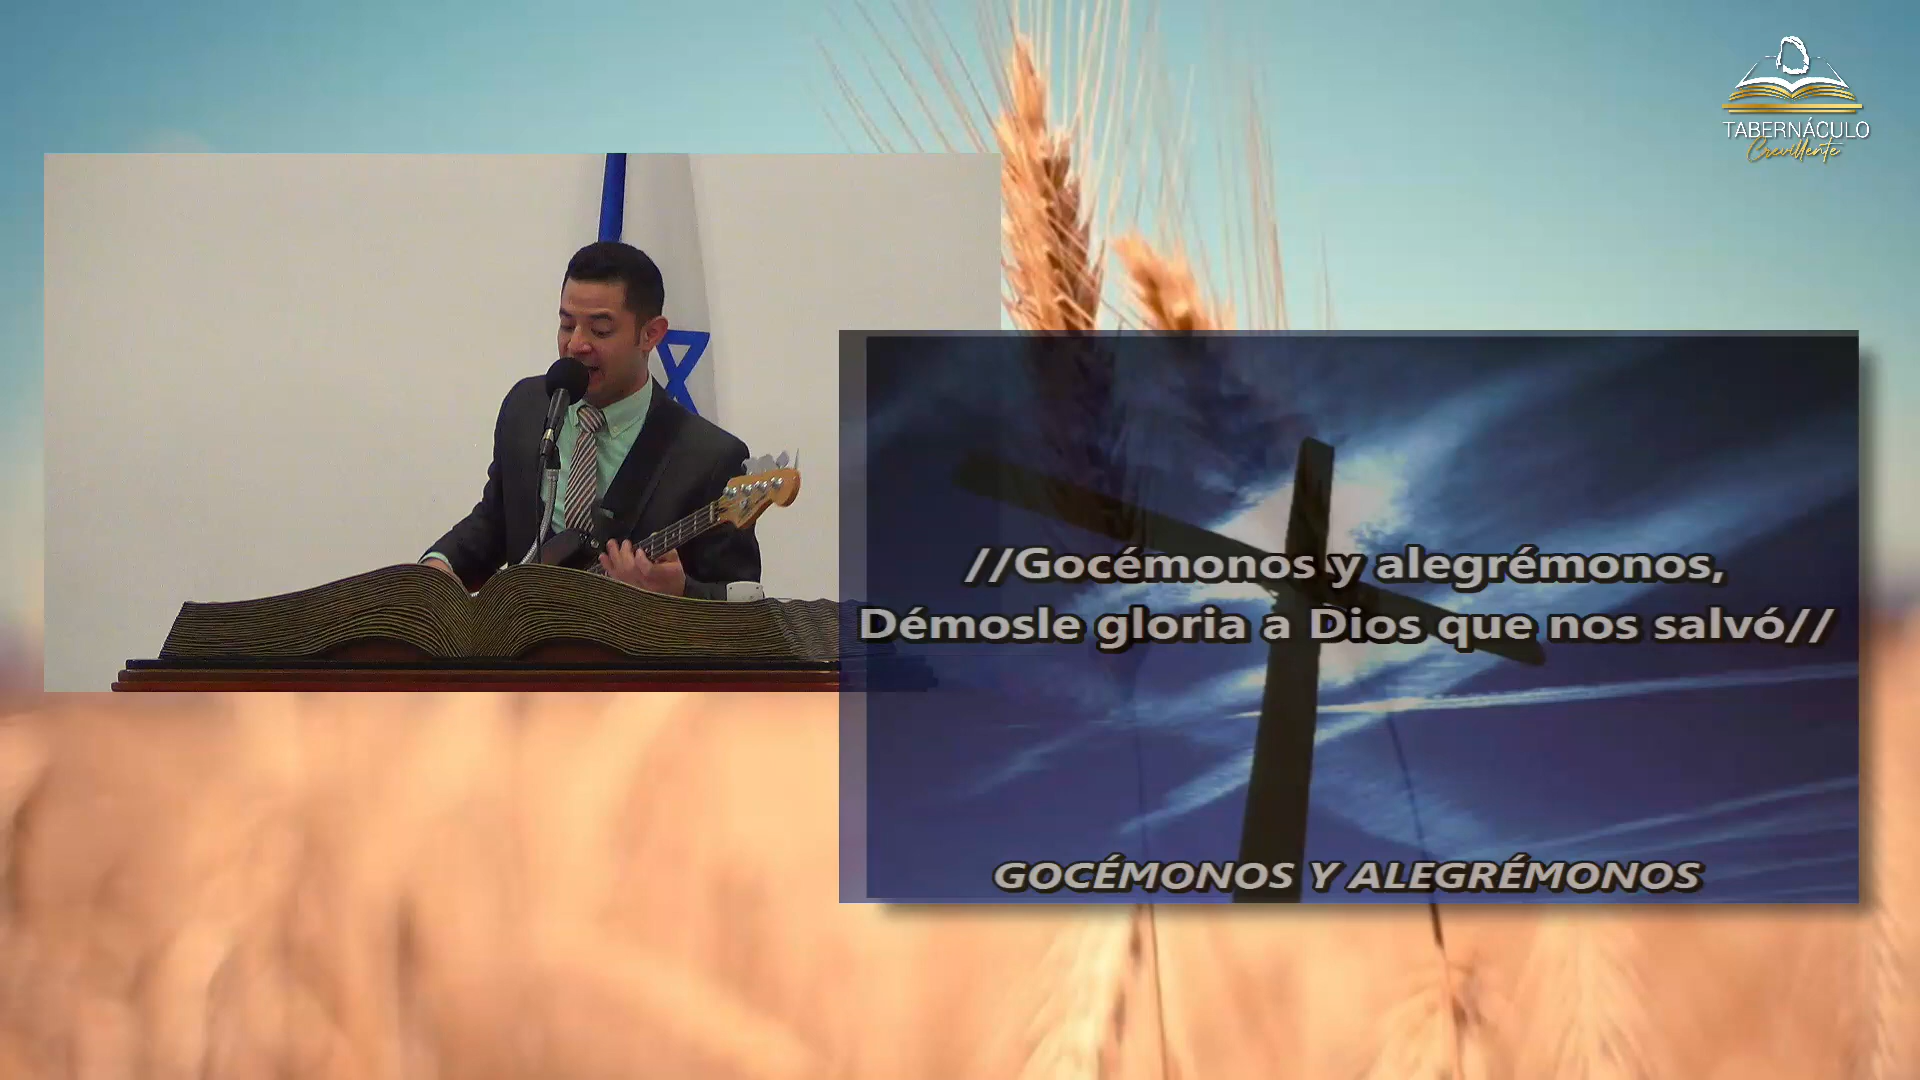 TABERNÁCULO
Crevillente
//Gocémonos y alegrémonos,
Démosle gloria a Dios que nos salvó//
GOCÉMONOS Y ALEGRÉMONOS